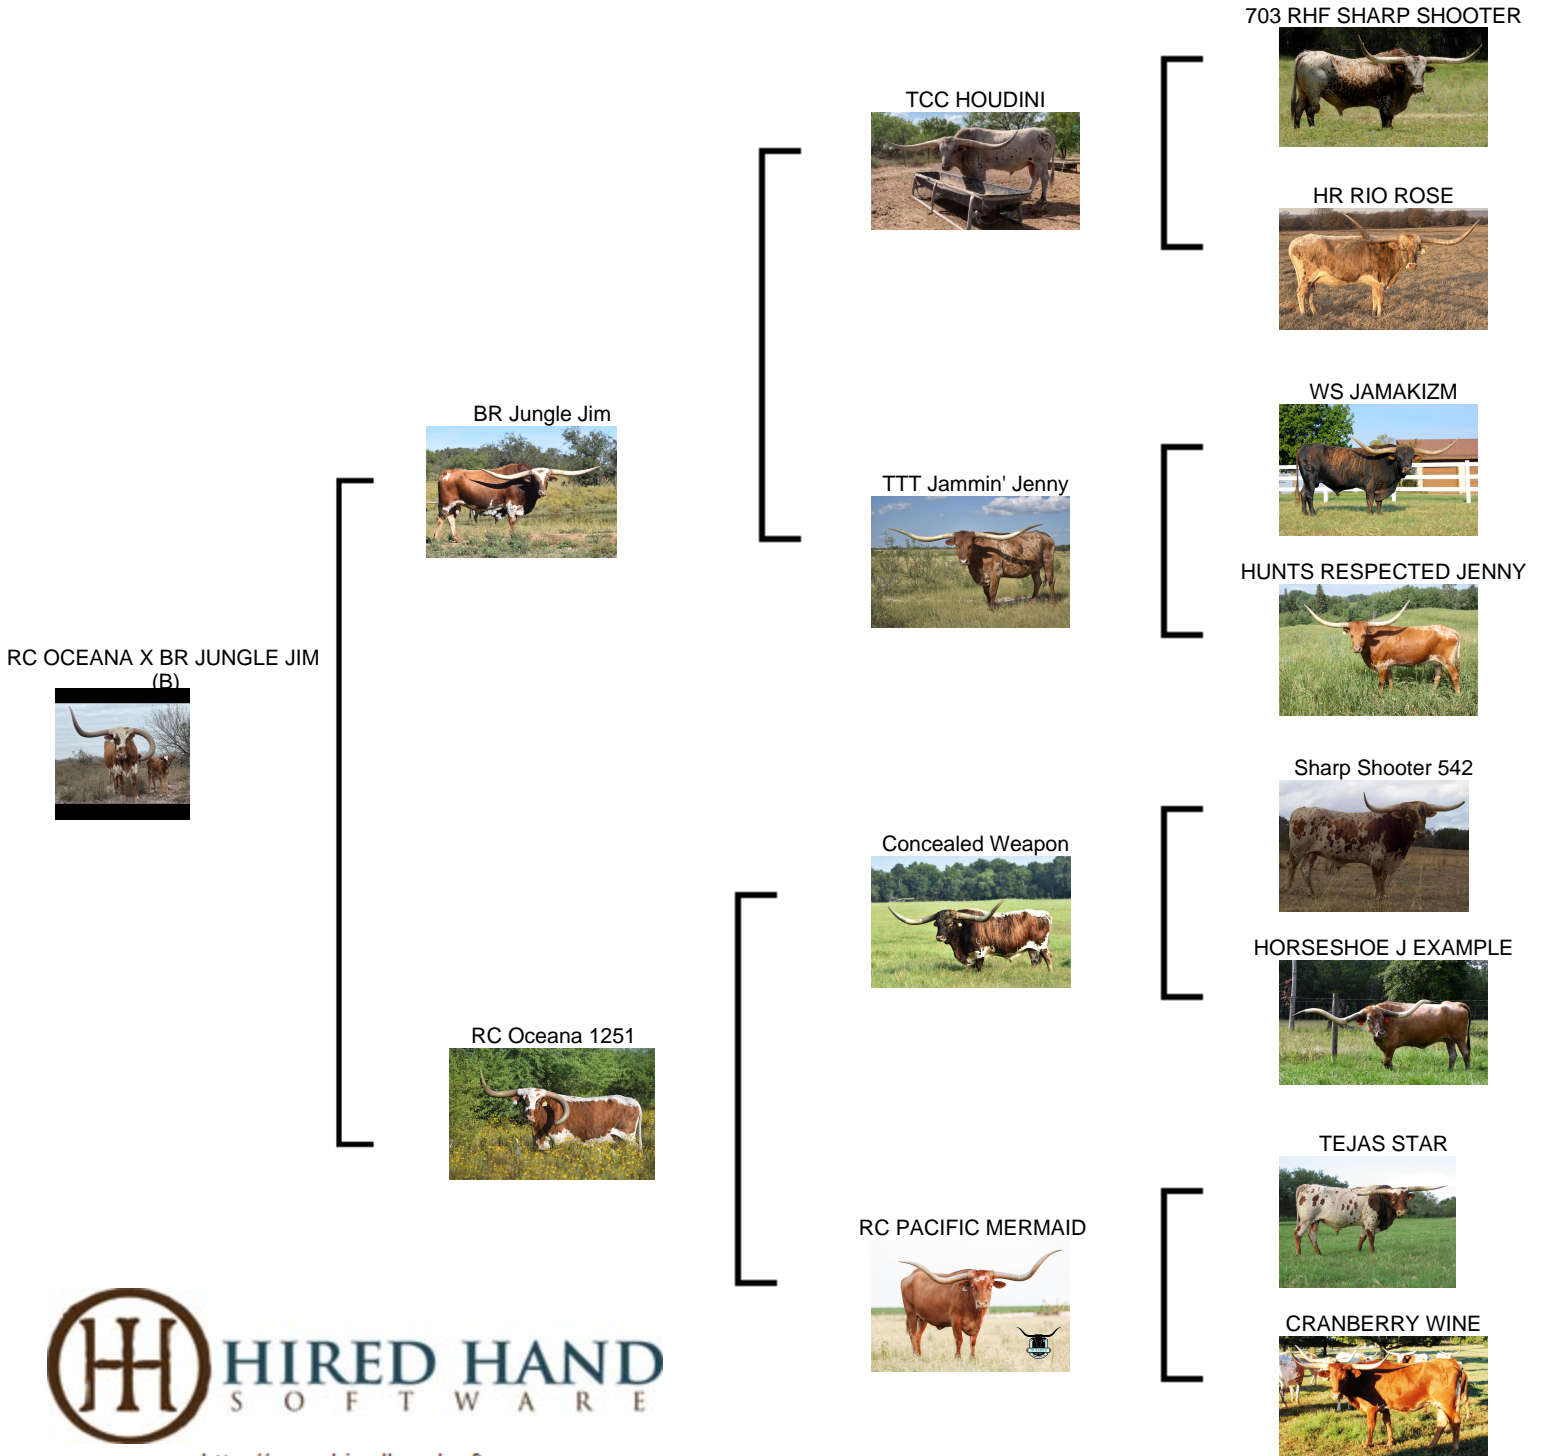 703 RHF SHARP SHOOTER
TCC HOUDINI
HR RIO ROSE
WS JAMAKIZM
BR Jungle Jim
TTT Jammin' Jenny
HUNTS RESPECTED JENNY
RC OCEANA X BR JUNGLE JIM
(B)
Sharp Shooter 542
Concealed Weapon
HORSESHOE J EXAMPLE
RC Oceana 1251
TEJAS STAR
RC PACIFIC MERMAID
CRANBERRY WINE
HIRED HAND
SOFTWARE